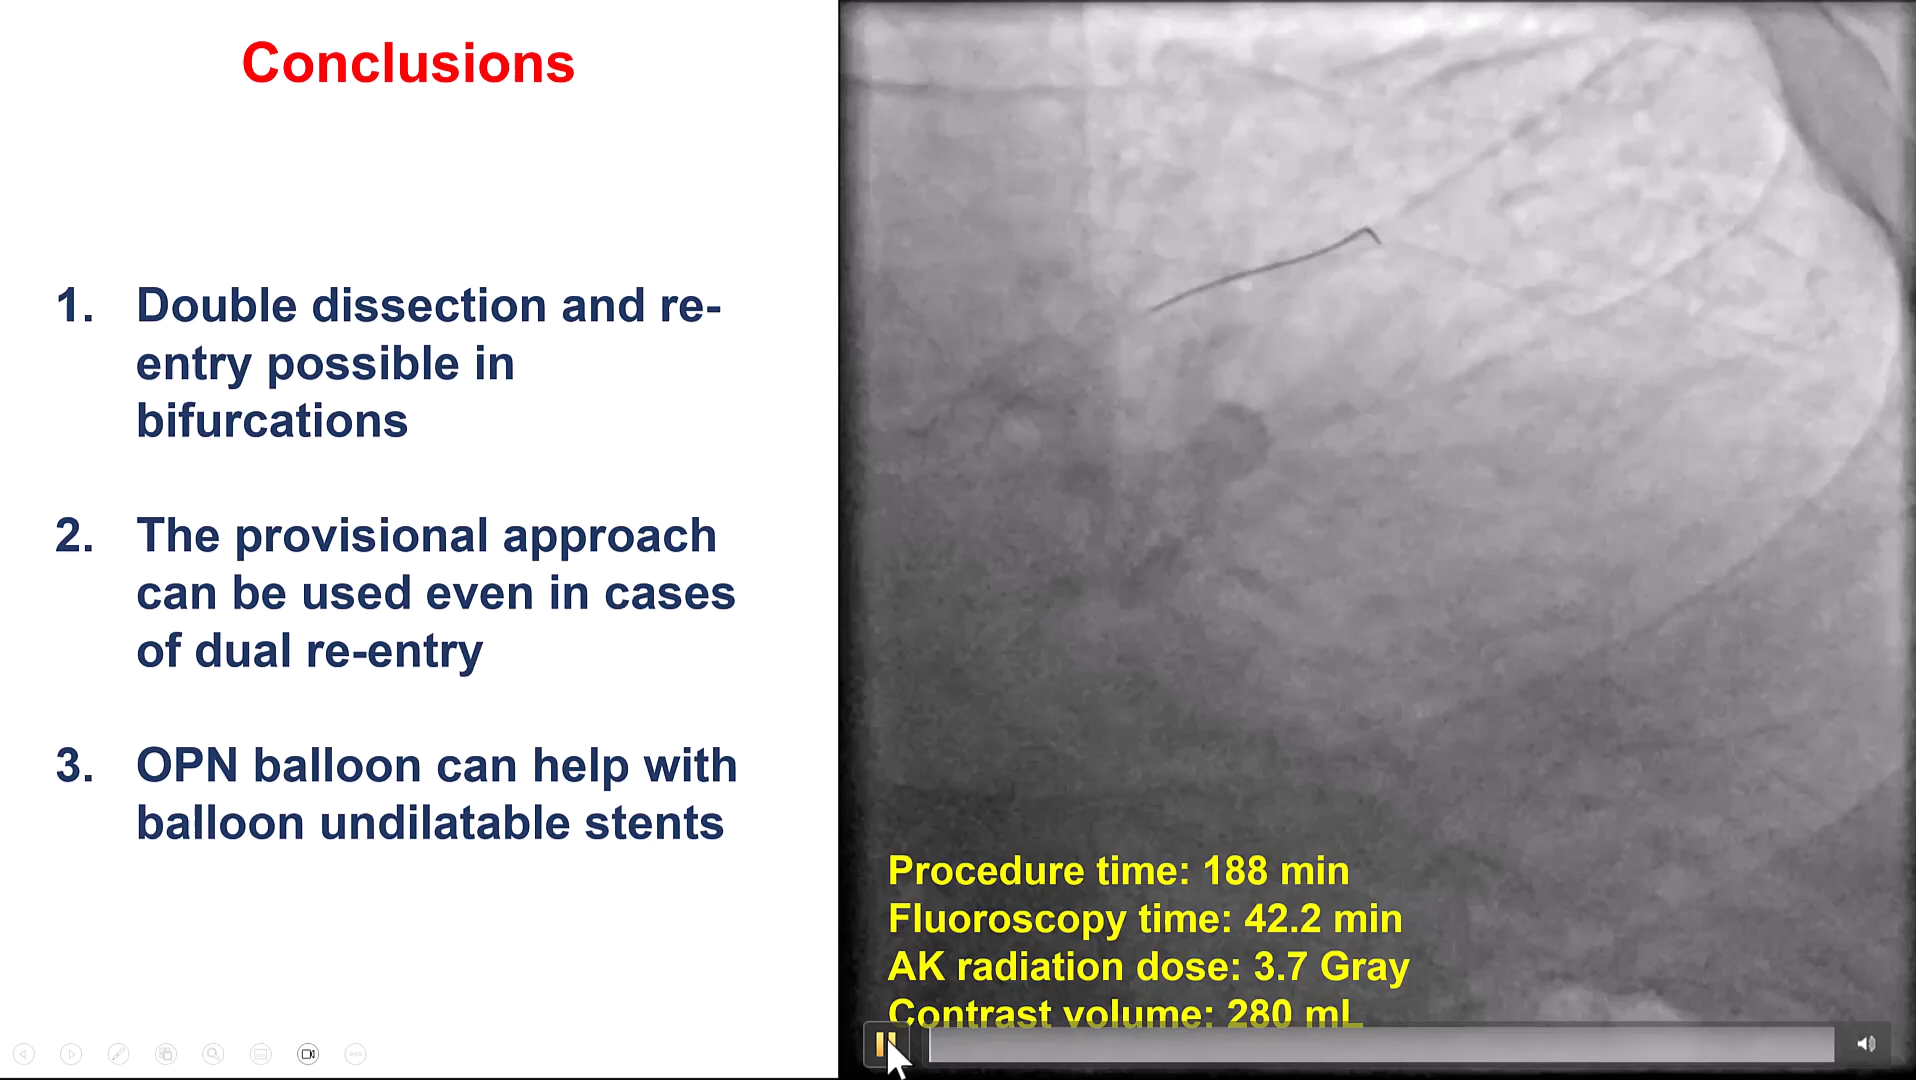 Conclusions
1. Double dissection and re-
entry possible in
bifurcations
2. The provisional approach
can be used even in cases
of dual re-entry
3. OPN balloon can help with
balloon undilatable stents
Procedure time: 188 min
Fluoroscopy time: 42.2 min
AK radiation dose: 3.7 Gray
Contrast volume: 280 mL